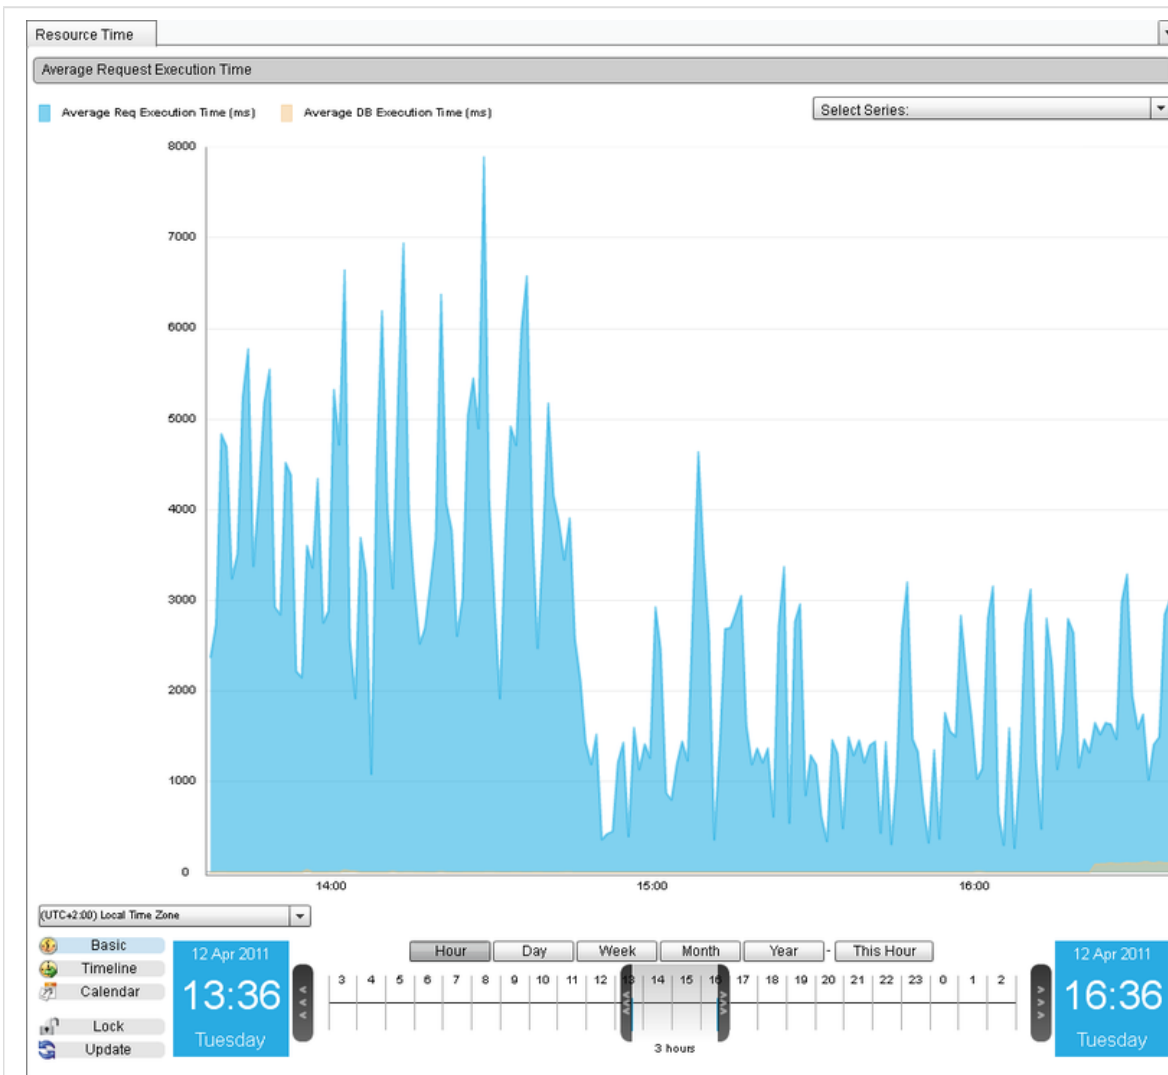 Resource Time
Average Request Execution Time
Average Req Execution Time (ms) Average DB Execution Time (ms) Select Series:
8000
7000
6000
5000
4000
3000
2000
1000
0
14:00 15:00 16:00
(UTC+2:00) Local Time Zone
Basic
Timeline
Calendar
Lock
Update
12 Apr 2011
13:36
Tuesday
Hour Day Week Month Year - This Hour
3 4 5 6 7 8 9 10 11 12 13 14 15 16 17 18 19 20 21 22 23 0 1 2
3 hours
12 Apr 2011
16:36
Tuesday